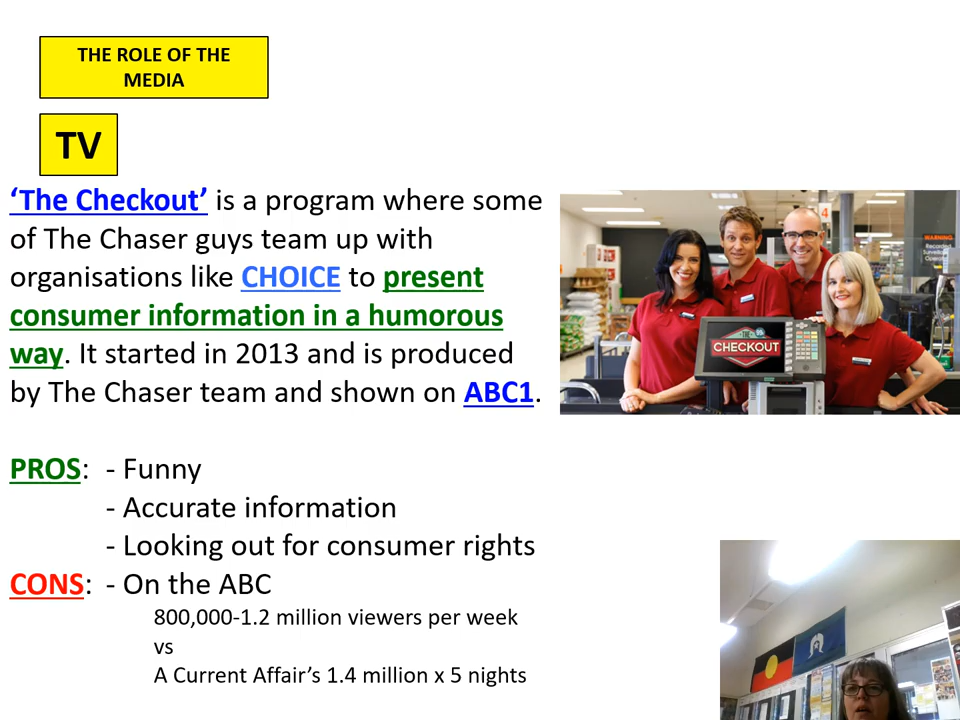 THE ROLE OF THE
MEDIA
TV
‘The Checkout’ is a program where some
of The Chaser guys team up with
organisations like CHOICE to present
consumer information in a humorous
way. It started in 2013 and is produced
by The Chaser team and shown on ABC1.
PROS: - Funny
- Accurate information
- Looking out for consumer rights
CONS: - On the ABC
800,000-1.2 million viewers per week
vs
A Current Affair’s 1.4 million x 5 nights
4
WARNING
CHECKOUT